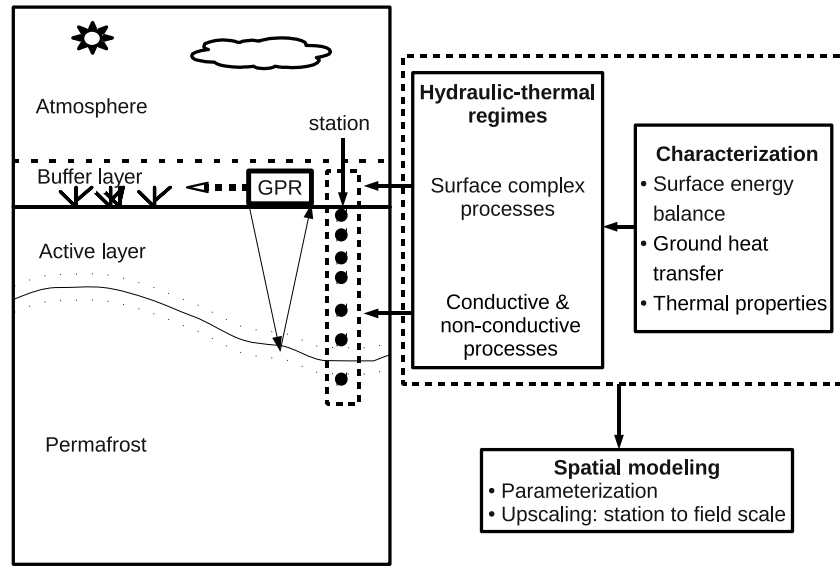 Atmosphere
station
Buffer layer
GPR
Active layer
Permafrost
Hydraulic-thermal
regimes
Surface complex
processes
Conductive &
non-conductive
processes
Characterization
• Surface energy
balance
• Ground heat
transfer
• Thermal properties
Spatial modeling
• Parameterization
• Upscaling: station to field scale